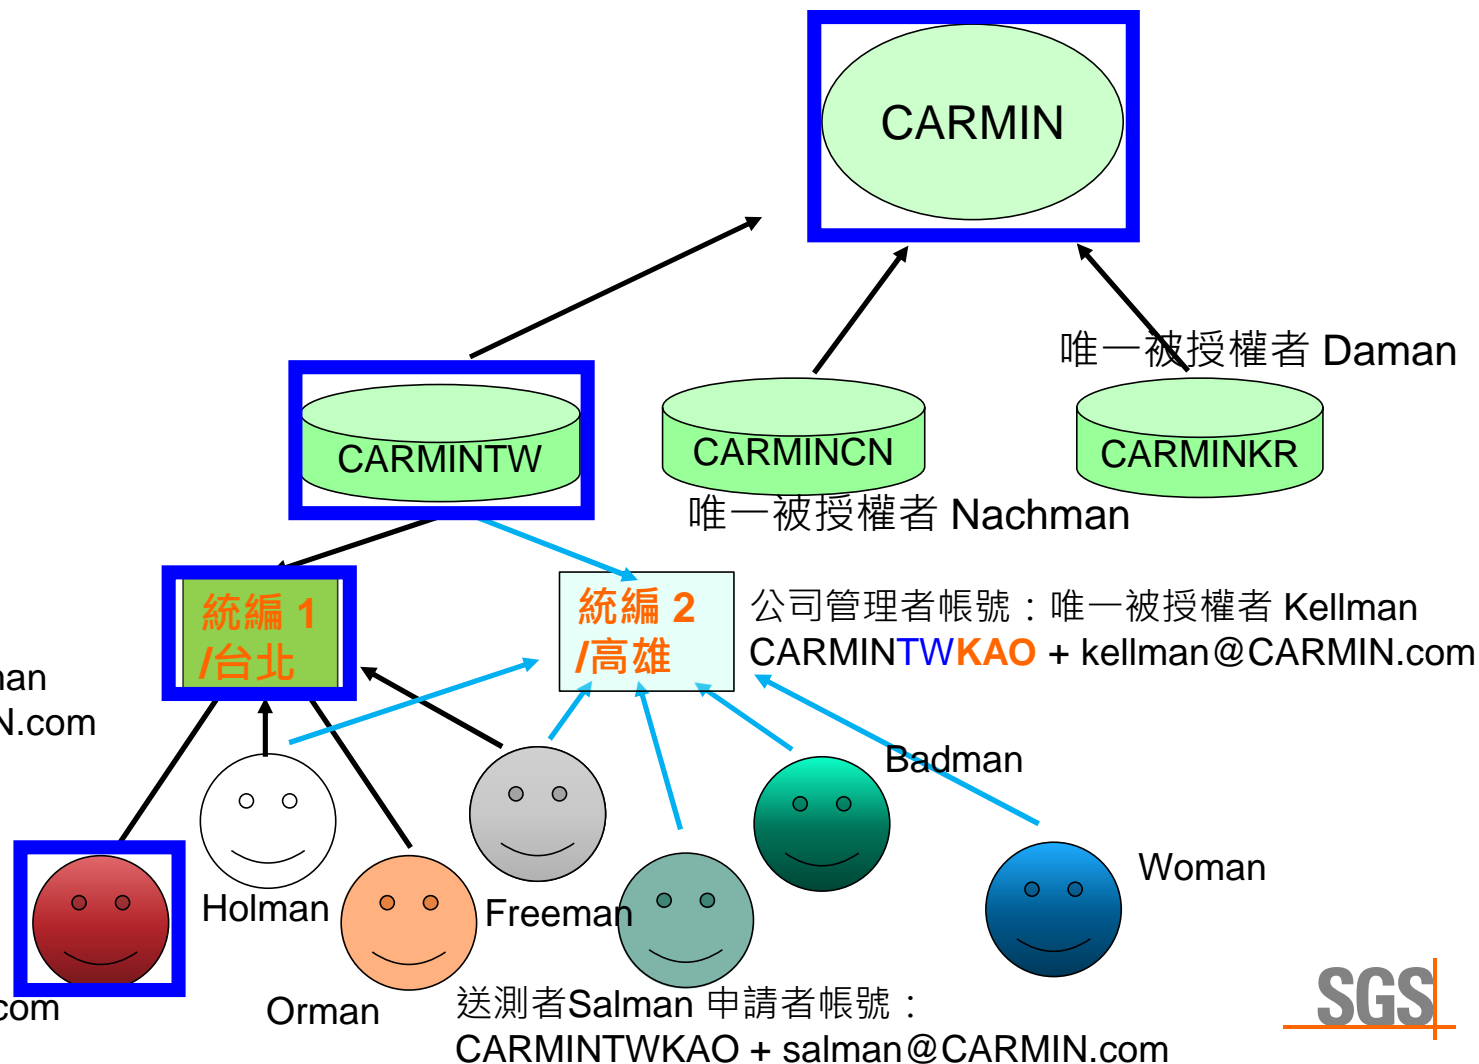 CARMIN
唯一被授權者 Daman
CARMINTW
CARMINCN
CARMINKR
唯一被授權者 Nachman
統編 1
/台北
統編 2
/高雄
公司管理者帳號：唯一被授權者 Kellman
CARMINTWKAO + kellman@CARMIN.com
N.com
Badman
Woman
Holman
Freeman
com
Orman
送測者Salman 申請者帳號：
CARMINTWKAO + salman@CARMIN.com
SGS